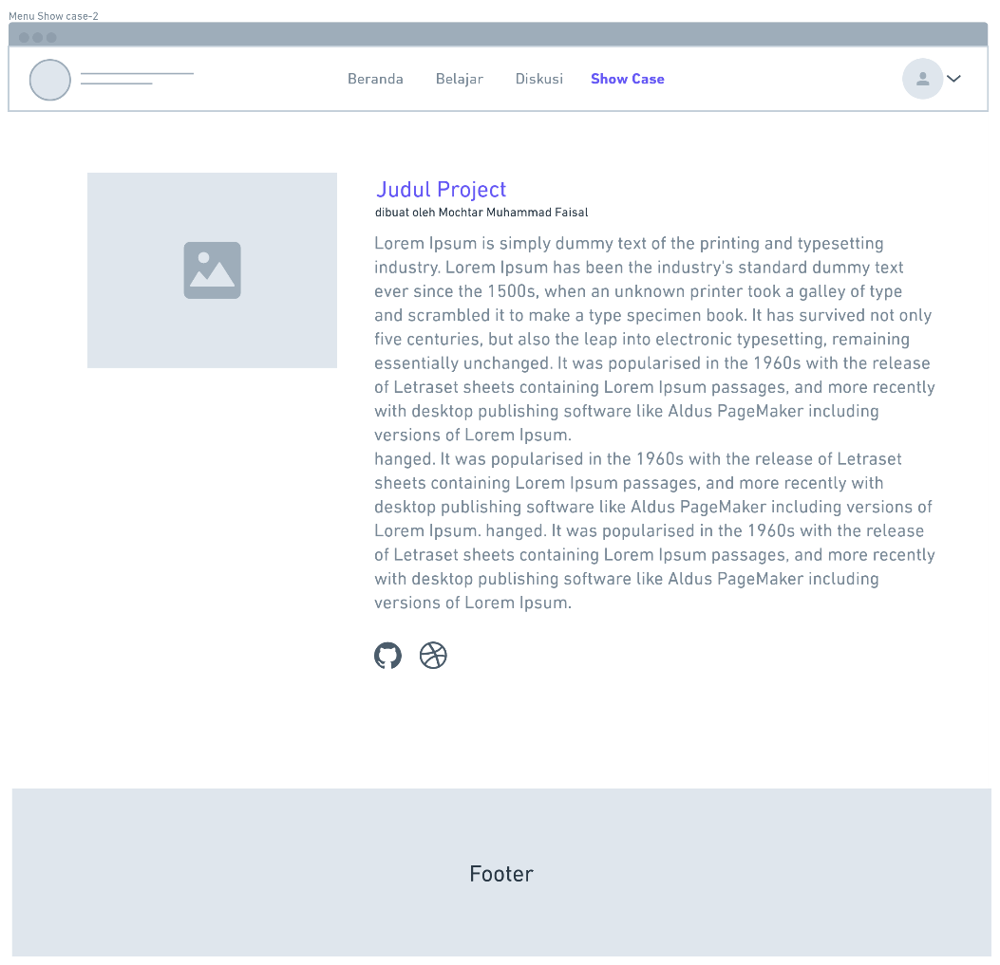 Menu Show case-2
Beranda Belajar Diskusi Show Case
Judul Project
dibuat oleh Mochtar Muhammad Faisal
Lorem Ipsum is simply dummy text of the printing and typesetting
industry. Lorem Ipsum has been the industry's standard dummy text
ever since the 1500s, when an unknown printer took a galley of type
and scrambled it to make a type specimen book. It has survived not only
five centuries, but also the leap into electronic typesetting, remaining
essentially unchanged. It was popularised in the 1960s with the release
of Letraset sheets containing Lorem Ipsum passages, and more recently
with desktop publishing software like Aldus PageMaker including
versions of Lorem Ipsum.
hanged. It was popularised in the 1960s with the release of Letraset
sheets containing Lorem Ipsum passages, and more recently with
desktop publishing software like Aldus PageMaker including versions of
Lorem Ipsum. hanged. It was popularised in the 1960s with the release
of Letraset sheets containing Lorem Ipsum passages, and more recently
with desktop publishing software like Aldus PageMaker including
versions of Lorem Ipsum.
Footer